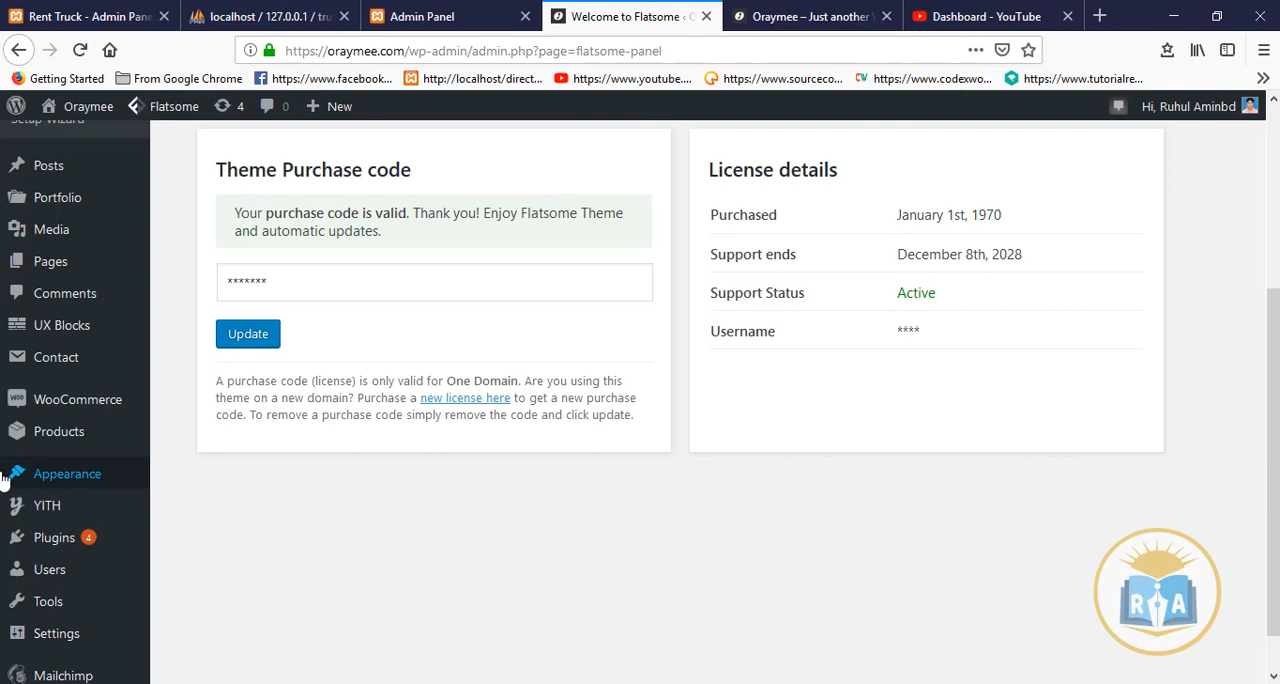 Rent Truck - Admin Pane
localhost / 127.0.0.1 / tru
Admin Panel
Welcome to Flatsome ‹ O
Oraymee – Just another
Dashboard - YouTube
https://oraymee.com/wp-admin/admin.php?page=flatsome-panel
Getting Started
From Google Chrome
https://www.facebook...
http://localhost/direct...
https://www.youtube....
https://www.sourceco...
https://www.codexwo...
https://www.tutoralre...
Oraymee
Flatsome
4
0
New
Hi, Ruhul Aminbd
Setup Wizard
Posts
Portfolio
Media
Pages
Comments
UX Blocks
Contact
WooCommerce
Products
Appearance
YITH
Plugins 4
Users
Tools
Settings
Mailchimp
Theme Purchase code
Your purchase code is valid. Thank you! Enjoy Flatsome Theme
and automatic updates.
*******
Update
A purchase code (license) is only valid for One Domain. Are you using this
theme on a new domain? Purchase a new license here to get a new purchase
code. To remove a purchase code simply remove the code and click update.
License details
Purchased January 1st, 1970
Support ends December 8th, 2028
Support Status Active
Username ****
R A